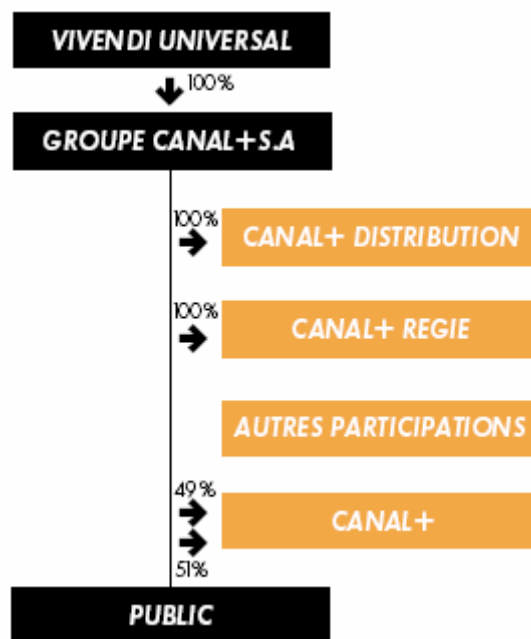 VIVENDI UNIVERSAL
100%
GROUPE CANAL+S.A
100%
CANAL+ DISTRIBUTION
100%
CANAL+ REGIE
AUTRES PARTICIPATIONS
49%
CANAL+
51%
PUBLIC